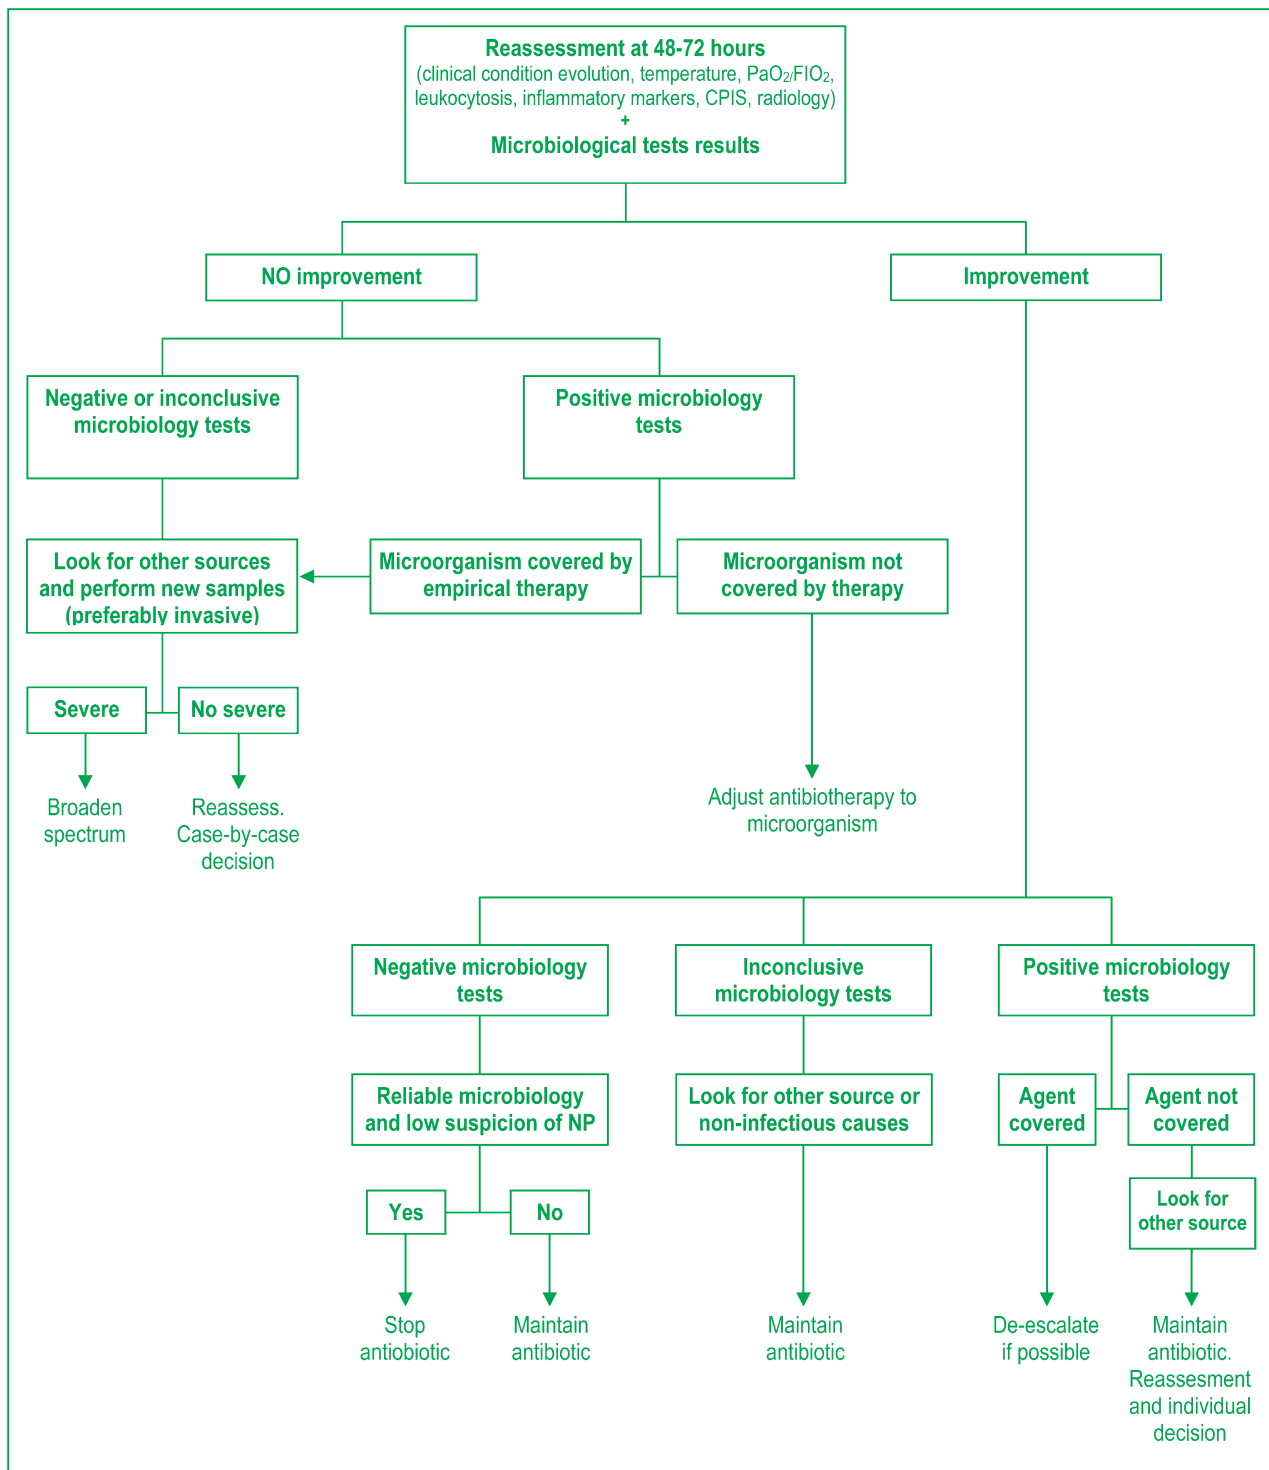 Reassessment at 48-72 hours
(clinical condition evolution, temperature, PaO2/FIO2,
leukocytosis, inflammatory markers, CPIS, radiology)
+
Microbiological tests results
NO improvement
Improvement
Negative or inconclusive
microbiology tests
Positive microbiology
tests
Look for other sources
and perform new samples
(preferably invasive)
Microorganism covered by
empirical therapy
Microorganism not
covered by therapy
Severe
No severe
Broaden
spectrum
Reassess.
Case-by-case
decision
Adjust antibiotherapy to
microorganism
Negative microbiology
tests
Inconclusive
microbiology tests
Positive microbiology
tests
Reliable microbiology
and low suspicion of NP
Look for other source or
non-infectious causes
Agent
covered
Agent not
covered
Yes
No
Look for
other source
Stop
antiobiotic
Maintain
antibiotic
Maintain
antibiotic
De-escalate
if possible
Maintain
antibiotic.
Reassesment
and individual
decision